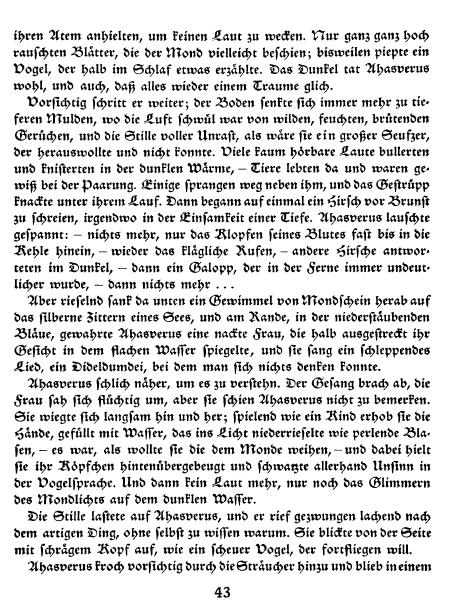 ihren Atem anhielten, um keinen Laut zu wecken. Nur ganz ganz hoch
rauschten Blätter, die der Mond vielleicht beschien; bisweilen piepte ein
Vogel, der halb im Schlaf etwas erzählte. Das Dunkel tat Ahasverus
wohl, und auch, daß alles wieder einem Traume glich.
Vorsichtig schritt er weiter; der Boden senkte sich immer mehr zu tie-
feren Mulden, wo die Luft schwül war von wilden, feuchten, brütenden
Gerüchen, und die Stille voller Unrast, als wäre sie ein großer Seufzer,
der herauswollte und nicht konnte. Viele kaum hörbare Laute bullerten
und knisterten in der dunklen Wärme, – Tiere lebten da und waren ge-
wiß bei der Paarung. Einige sprangen weg neben ihm, und das Gestrüpp
knackte unter ihrem Lauf. Dann begann auf einmal ein Hirsch vor Brunst
zu schreien, irgendwo in der Einsamkeit einer Tiefe. Ahasverus lauschte
gespannt: – nichts mehr, nur das Klopfen seines Blutes fast bis in die
Kehle hinein, – wieder das klägliche Rufen, – andere Hirsche antwor-
teten im Dunkel, – dann ein Galopp, der in der Ferne immer undeut-
licher wurde, – dann nichts mehr ...
Aber rieselnd sank da unten ein Gewimmel von Mondschein herab auf
das silberne Zittern eines Sees, und am Rande, in der niederstäubenden
Bläue, gewahrte Ahasverus eine nackte Frau, die halb ausgestreckt ihr
Gesicht in dem flachen Wasser spiegelte, und sie sang ein schleppendes
Lied, ein Dideldumdei, bei dem man sich nichts denken konnte.
Ahasverus schlich näher, um es zu verstehn. Der Gesang brach ab, die
Frau sah sich flüchtig um, aber sie schien Ahasverus nicht zu bemerken.
Sie wiegte sich langsam hin und her; spielend wie ein Kind erhob sie die
Hände, gefüllt mit Wasser, das ins Licht niederrieselte wie perlende Bla-
sen, – es war, als wollte sie die dem Monde weihen, – und dabei hielt
sie ihr Köpfchen hintenübergebeugt und schwatzte allerhand Unsinn in
der Vogelsprache. Und dann kein Laut mehr, nur noch das Glimmern
des Mondlichts auf dem dunklen Wasser.
Die Stille lastete auf Ahasverus, und er rief gezwungen lachend nach
dem artigen Ding, ohne selbst zu wissen warum. Sie blickte von der Seite
mit schrägem Kopf auf, wie ein scheuer Vogel, der fortfliegen will.
Ahasverus kroch vorsichtig durch die Sträucher hinzu und blieb in einem
43